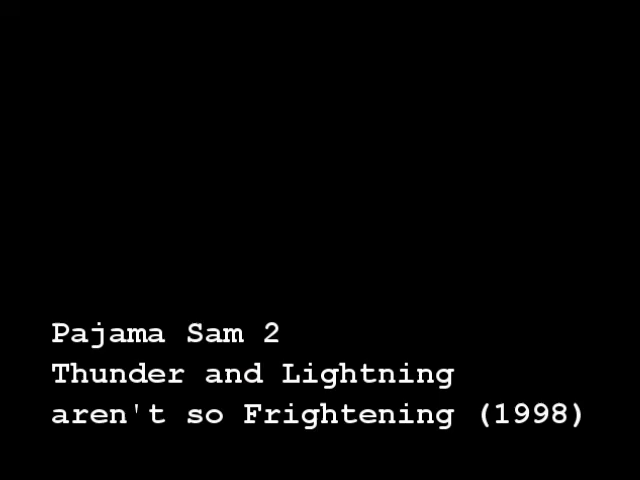 Pajama Sam 2
Thunder and Lightning
aren't so Frightening (1998)